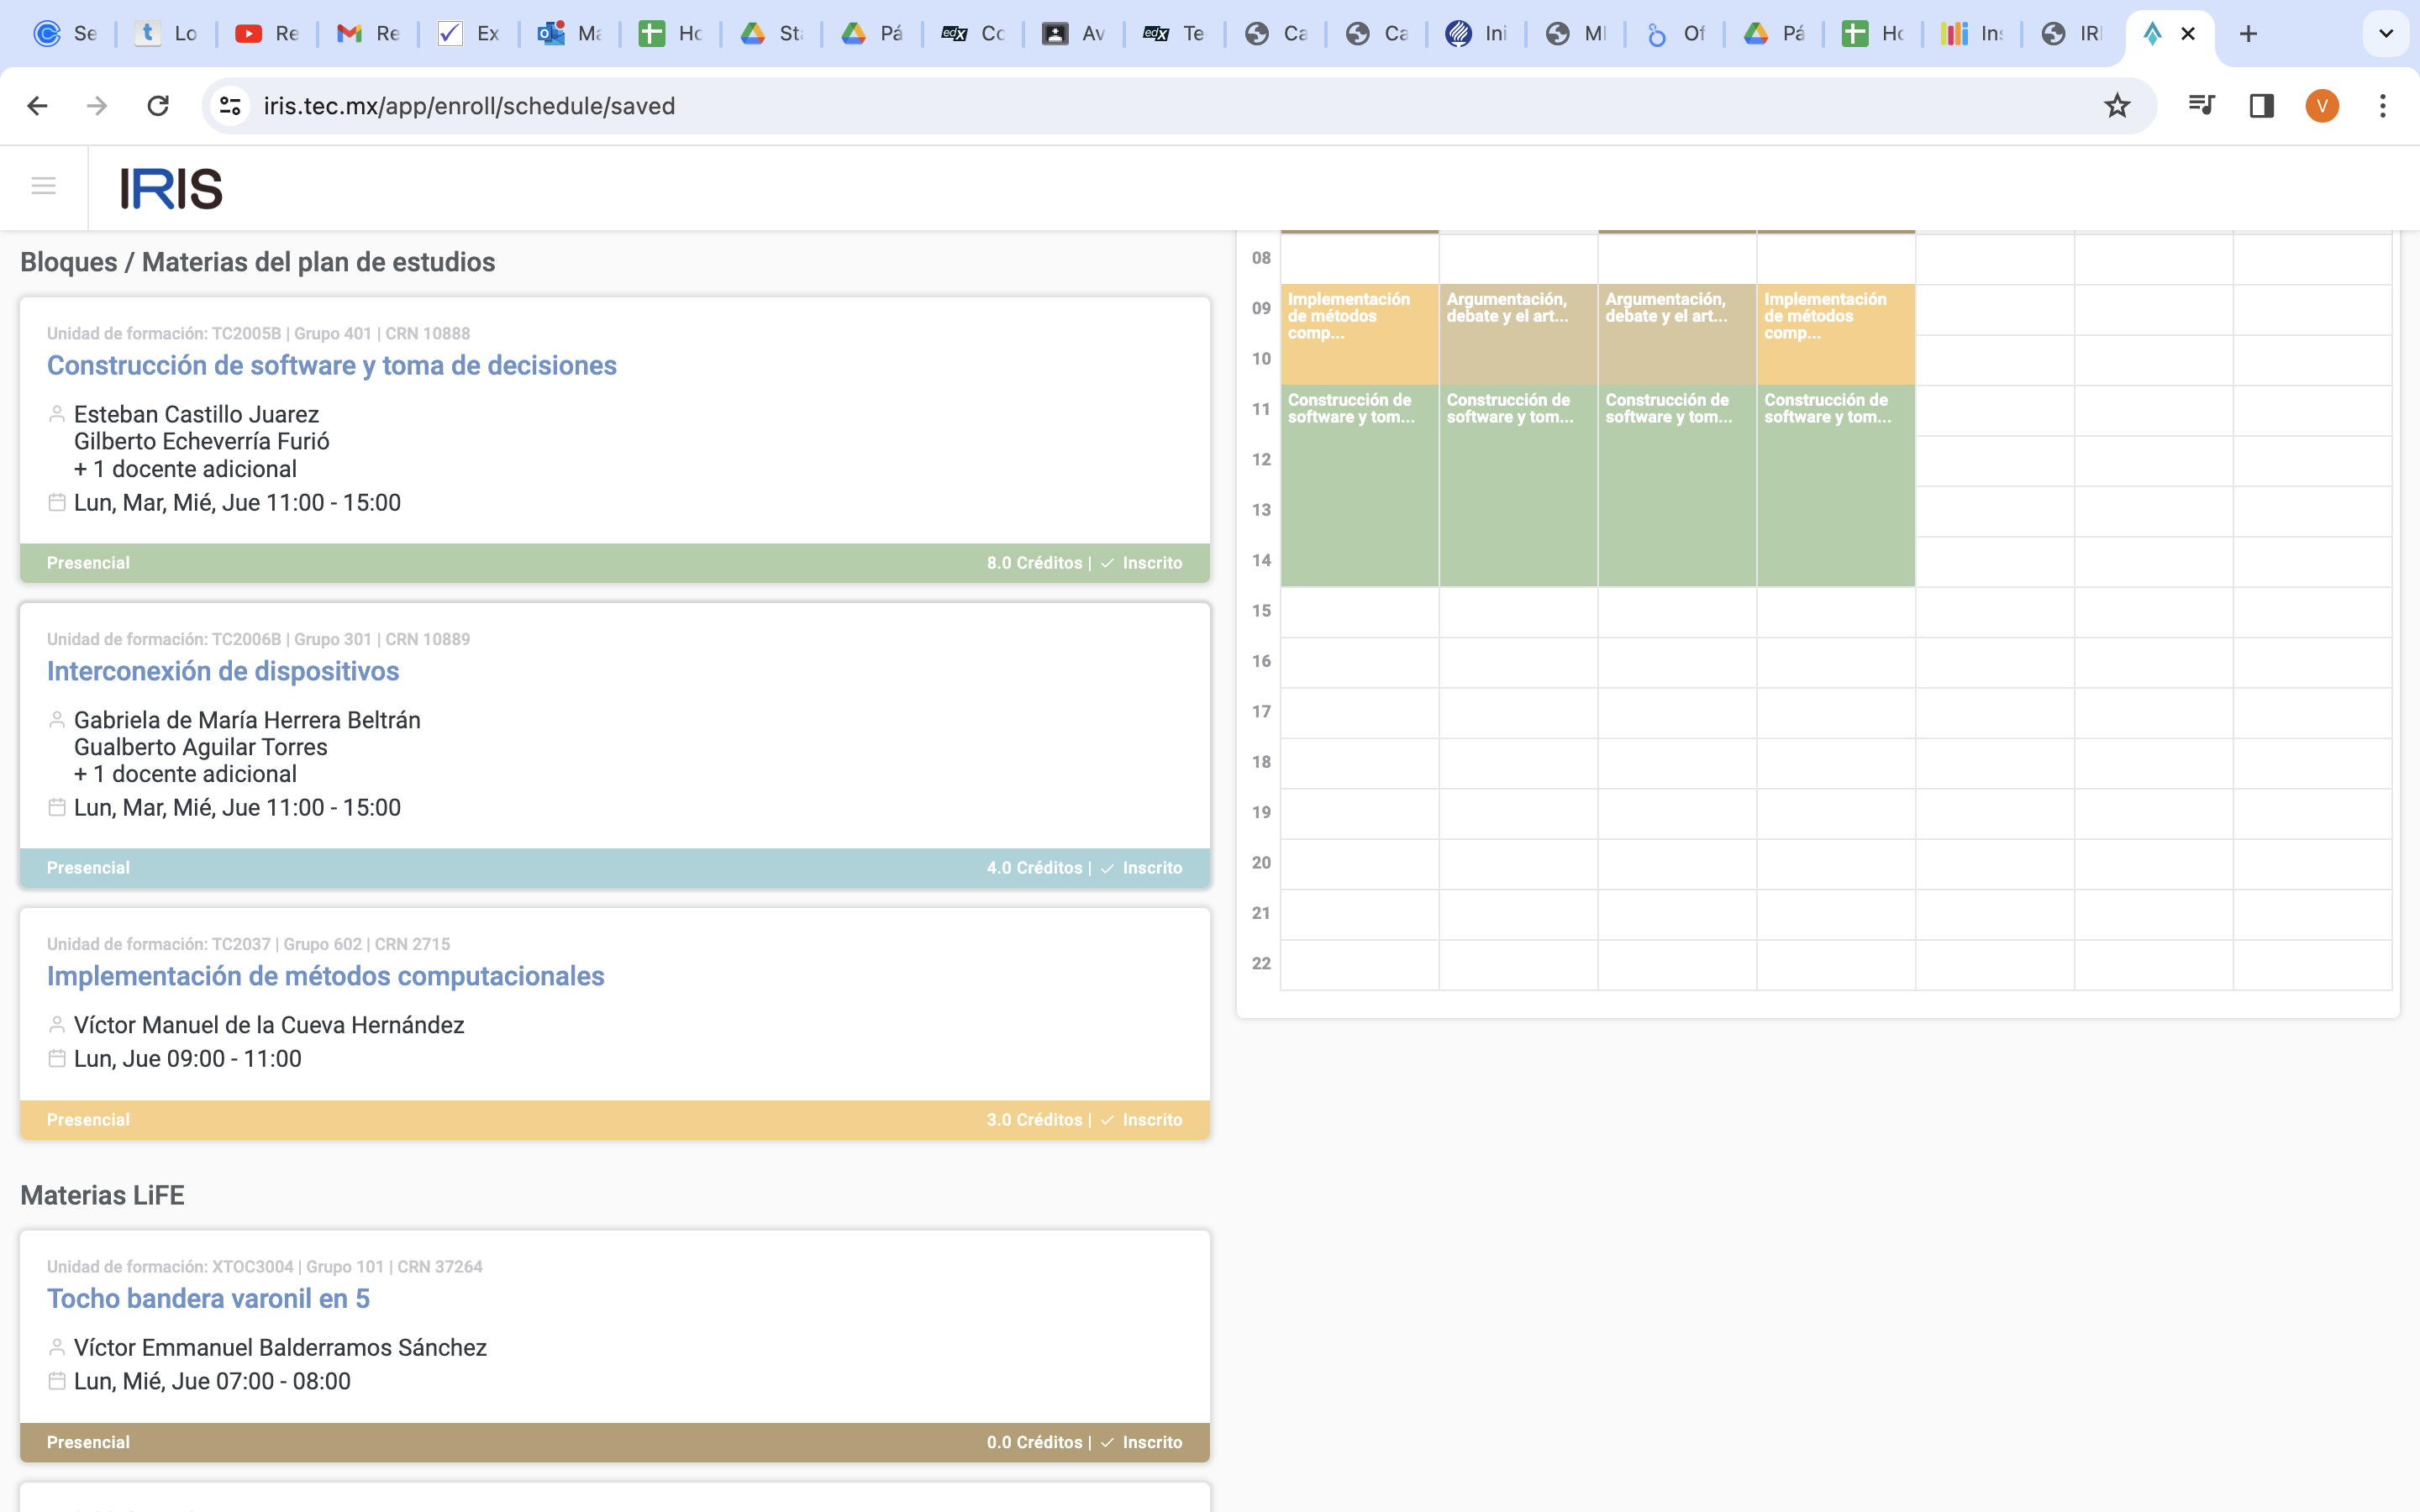 Se
Lo
Re
Re
Ex
Ma
Ho
Sta
Pá
edX Co
Av
edX Te
Ca
Ca
Ini
MI
Of
Pá
Ho
Ins
IRI
iris.tec.mx/app/enroll/schedule/saved
V
IRIS
Bloques / Materias del plan de estudios
Unidad de formación: TC2005B | Grupo 401 | CRN 10888
Construcción de software y toma de decisiones
Esteban Castillo Juarez
Gilberto Echeverría Furió
+ 1 docente adicional
Lun, Mar, Mié, Jue 11:00 - 15:00
Presencial
8.0 Créditos | Inscrito
Unidad de formación: TC2006B | Grupo 301 | CRN 10889
Interconexión de dispositivos
Gabriela de María Herrera Beltrán
Gualberto Aguilar Torres
+ 1 docente adicional
Lun, Mar, Mié, Jue 11:00 - 15:00
Presencial
4.0 Créditos | Inscrito
Unidad de formación: TC2037 | Grupo 602 | CRN 2715
Implementación de métodos computacionales
Víctor Manuel de la Cueva Hernández
Lun, Jue 09:00 - 11:00
Presencial
3.0 Créditos | Inscrito
Materias LiFE
Unidad de formación: XTOC3004 | Grupo 101 | CRN 37264
Tocho bandera varonil en 5
Víctor Emmanuel Balderramos Sánchez
Lun, Mié, Jue 07:00 - 08:00
Presencial
0.0 Créditos | Inscrito
08
09
10
11
12
13
14
15
16
17
18
19
20
21
22
Implementación
de métodos
comp...
Argumentación,
debate y el art...
Argumentación,
debate y el art...
Implementación
de métodos
comp...
Construcción de
software y tom...
Construcción de
software y tom...
Construcción de
software y tom...
Construcción de
software y tom...